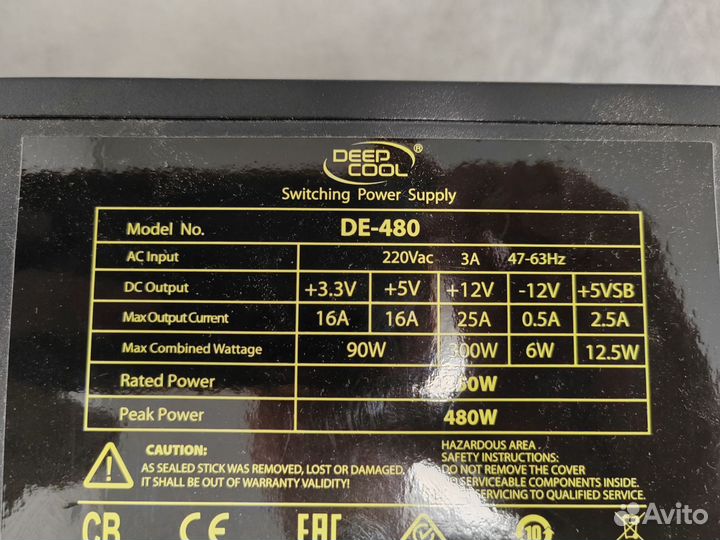 DEEP
COOL ®
Switching Power Supply
Model No. DE-480
AC Input 220Vac 3A 47-63Hz
DC Output +3.3V +5V +12V -12V +5VSB
Max Output Current 16A 16A 25A 0.5A 2.5A
Max Combined Wattage 90W 300W 6W 12.5W
Rated Power
Peak Power 480W
CAUTION:
AS SEALED STICK WAS REMOVED, LOST OR DAMAGED.
IT SHALL BE OUT OF WARRANTY VALIDITY!
HAZARDOUS AREA
SAFETY INSTRUCTIONS:
DO NOT REMOVE THE COVER
SERVICEABLE COMPONENTS INSIDE.
SERVICING TO QUALIFIED SERVICE.
CB CE EAC 10
Avito